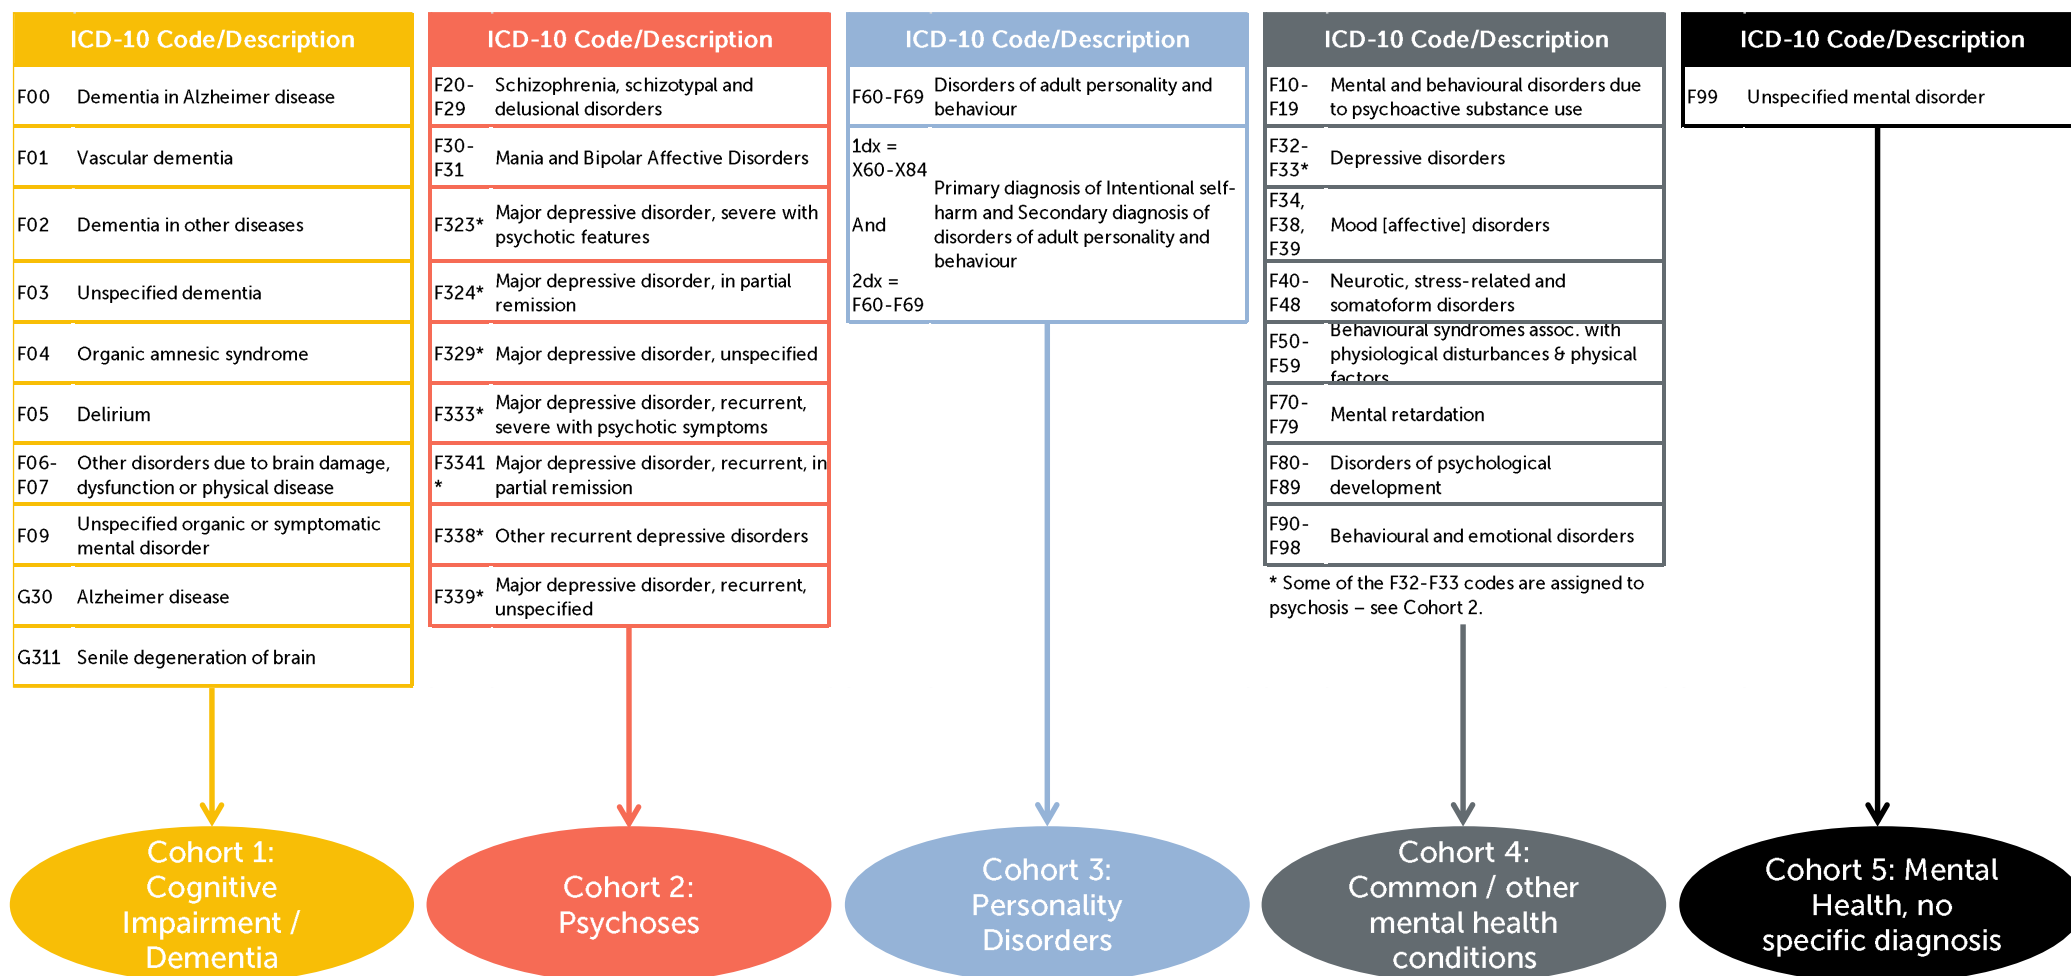 ICD-10 Code/Description
F00 Dementia in Alzheimer disease
F01 Vascular dementia
F02 Dementia in other diseases
F03 Unspecified dementia
F04 Organic amnesic syndrome
F05 Delirium
F06- Other disorders due to brain damage,
F07 dysfunction or physical disease
F09 Unspecified organic or symptomatic
mental disorder
G30 Alzheimer disease
G311 Senile degeneration of brain
Cohort 1:
Cognitive
Impairment /
Dementia
ICD-10 Code/Description
F20- Schizophrenia, schizotypal and
F29 delusional disorders
F30-
F31 Mania and Bipolar Affective Disorders
F323* Major depressive disorder, severe with
psychotic features
F324* Major depressive disorder, in partial
remission
F329* Major depressive disorder, unspecified
F333* Major depressive disorder, recurrent,
severe with psychotic symptoms
F3341 Major depressive disorder, recurrent, in
* partial remission
F338* Other recurrent depressive disorders
F339* Major depressive disorder, recurrent,
unspecified
Cohort 2:
Psychoses
ICD-10 Code/Description
F60-F69 Disorders of adult personality and
behaviour
1dx =
X60-X84
And
2dx =
F60-F69
Primary diagnosis of Intentional self-
harm and Secondary diagnosis of
disorders of adult personality and
behaviour
Cohort 3:
Personality
Disorders
ICD-10 Code/Description
F10- Mental and behavioural disorders due
F19 to psychoactive substance use
F32-
F33* Depressive disorders
F34,
F38, Mood [affective] disorders
F39
F40- Neurotic, stress-related and
F48 somatoform disorders
F50-
F59
Behavioural syndromes assoc. with
physiological disturbances & physical
factors
F70-
F79 Mental retardation
F80- Disorders of psychological
F89 development
F90-
F98 Behavioural and emotional disorders
* Some of the F32-F33 codes are assigned to
psychosis – see Cohort 2.
Cohort 4:
Common / other
mental health
conditions
ICD-10 Code/Description
F99 Unspecified mental disorder
Cohort 5: Mental
Health, no
specific diagnosis